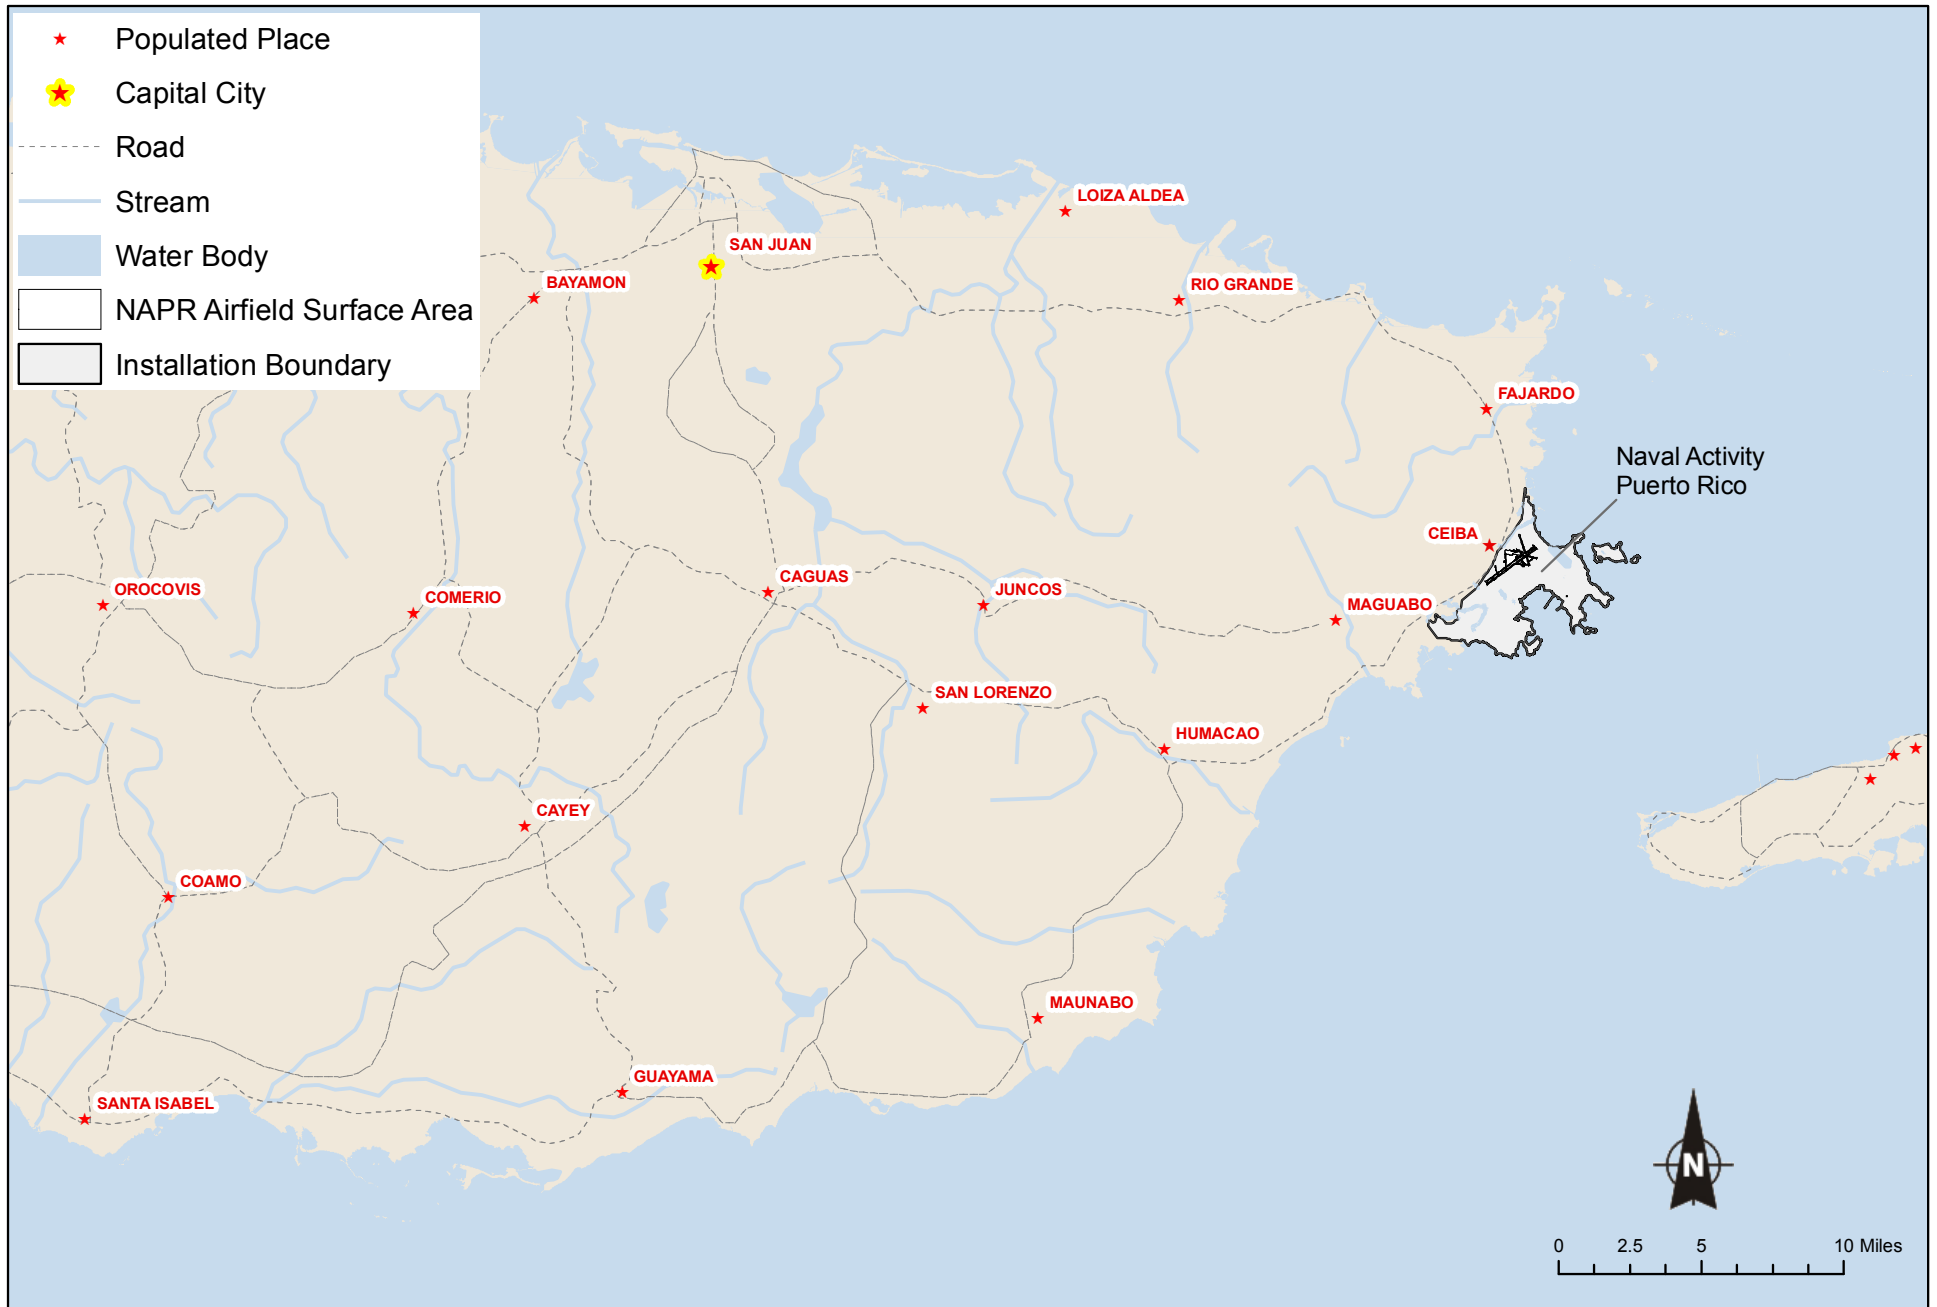 Populated Place
Capital City
Road
Stream
Water Body
NAPR Airfield Surface Area
Installation Boundary
LOIZA ALDEA
SAN JUAN
BAYAMON
RIO GRANDE
FAJARDO
Naval Activity
Puerto Rico
CEIBA
CAGUAS
JUNCOS
OROCOVIS
COMERIO
MAGUABO
SAN LORENZO
HUMACAO
CAYEY
COAMO
MAUNABO
GUAYAMA
SANTA ISABEL
N
0 2.5 5 10 Miles